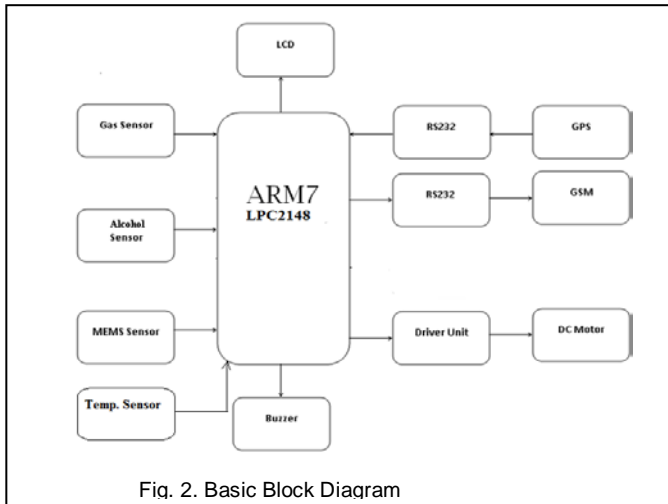 LCD
Gas Sensor
RS232
GPS
ARM7
LPC2148
RS232
GSM
Alcohol
Sensor
MEMS Sensor
Driver Unit
DC Motor
Temp. Sensor
Buzzer
Fig. 2. Basic Block Diagram